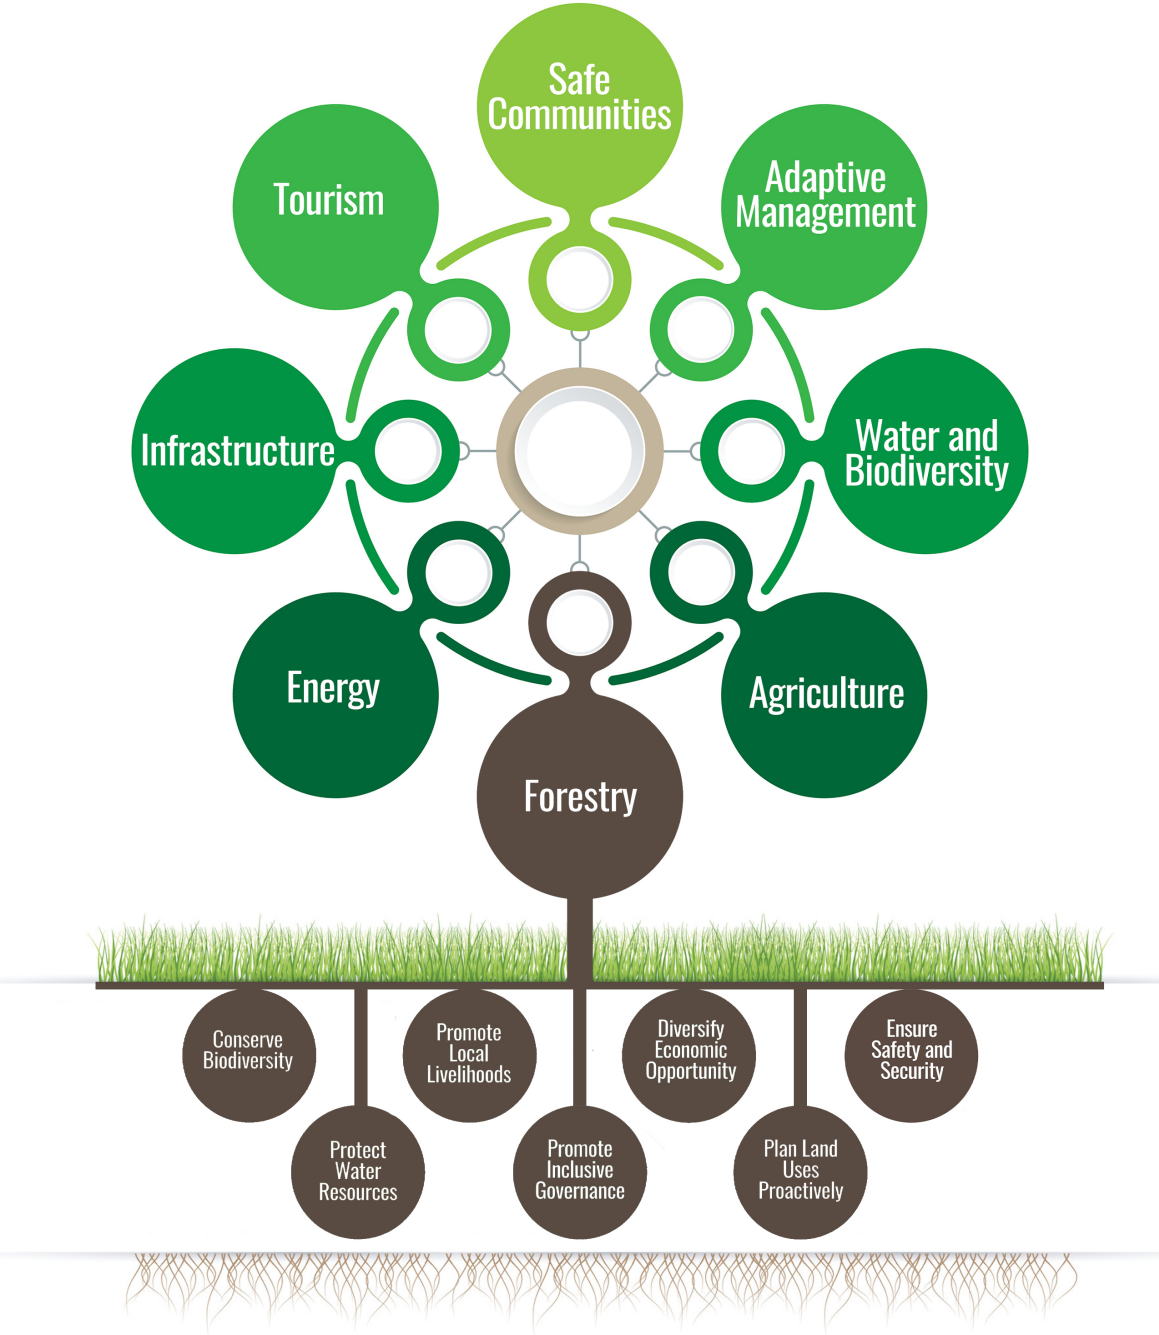 Safe
Communities
Tourism
Adaptive
Management
Infrastructure
Water and
Biodiversity
Energy
Agriculture
Forestry
Conserve
Biodiversity
Promote
Local
Livelihoods
Diversify
Economic
Opportunity
Ensure
Safety and
Security
Protect
Water
Resources
Promote
Inclusive
Governance
Plan Land
Uses
Proactively